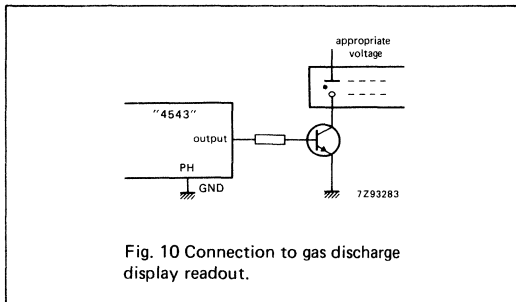 appropriate
voltage
"4543"
output
PH
GND
7Z93283
Fig. 10 Connection to gas discharge
display readout.